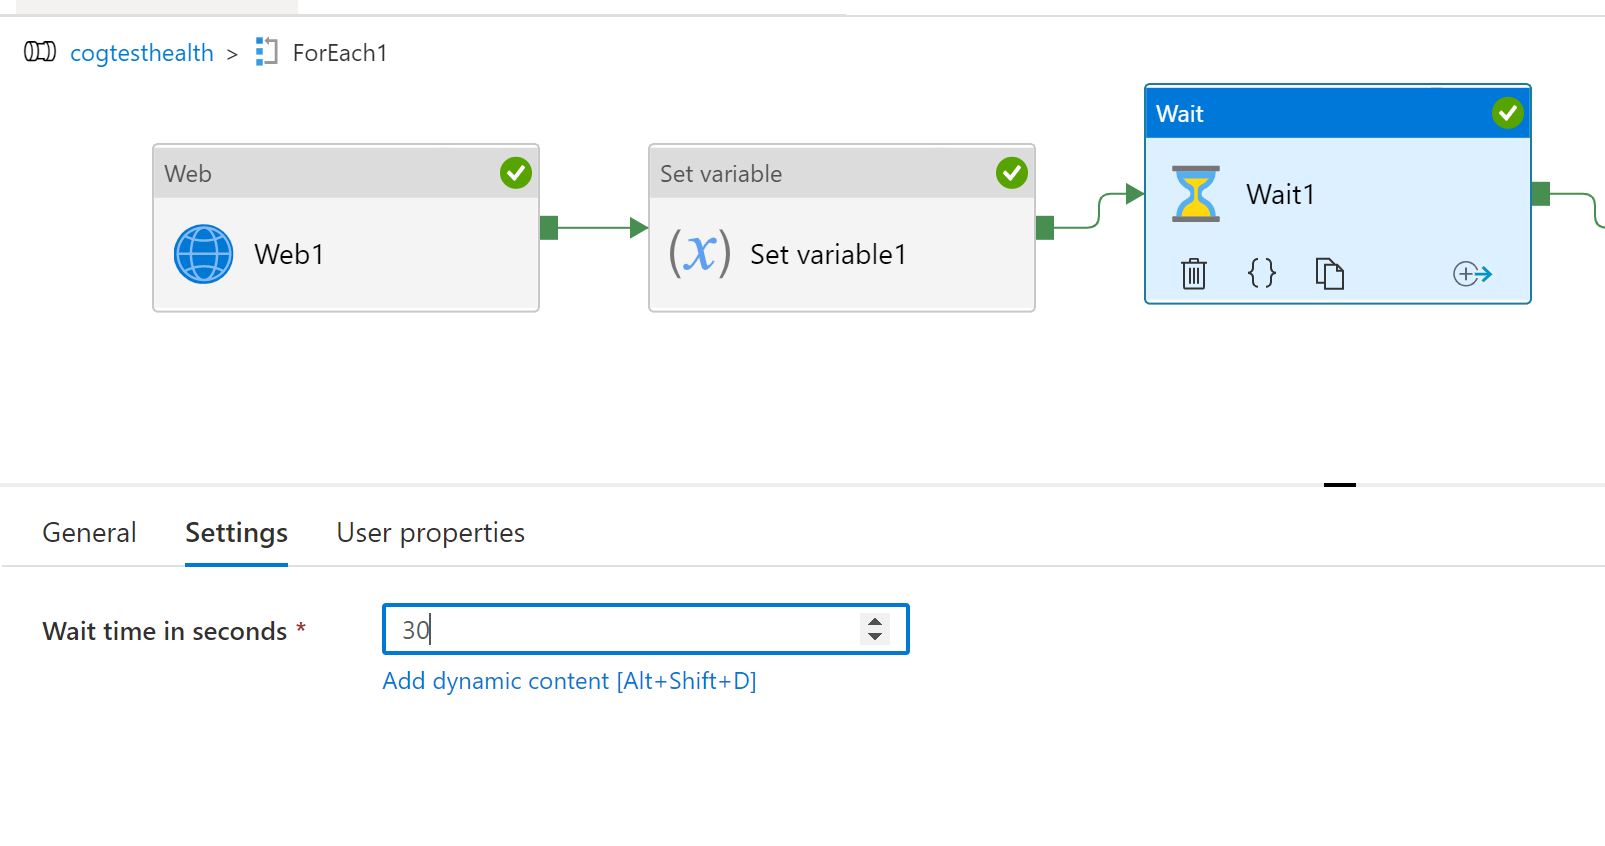 cogtesthealth > ForEach1
Wait
Web
Set variable
Wait1
Web1
(x) Set variable1
{}
General Settings User properties
Wait time in seconds * 30
Add dynamic content [Alt+Shift+D]